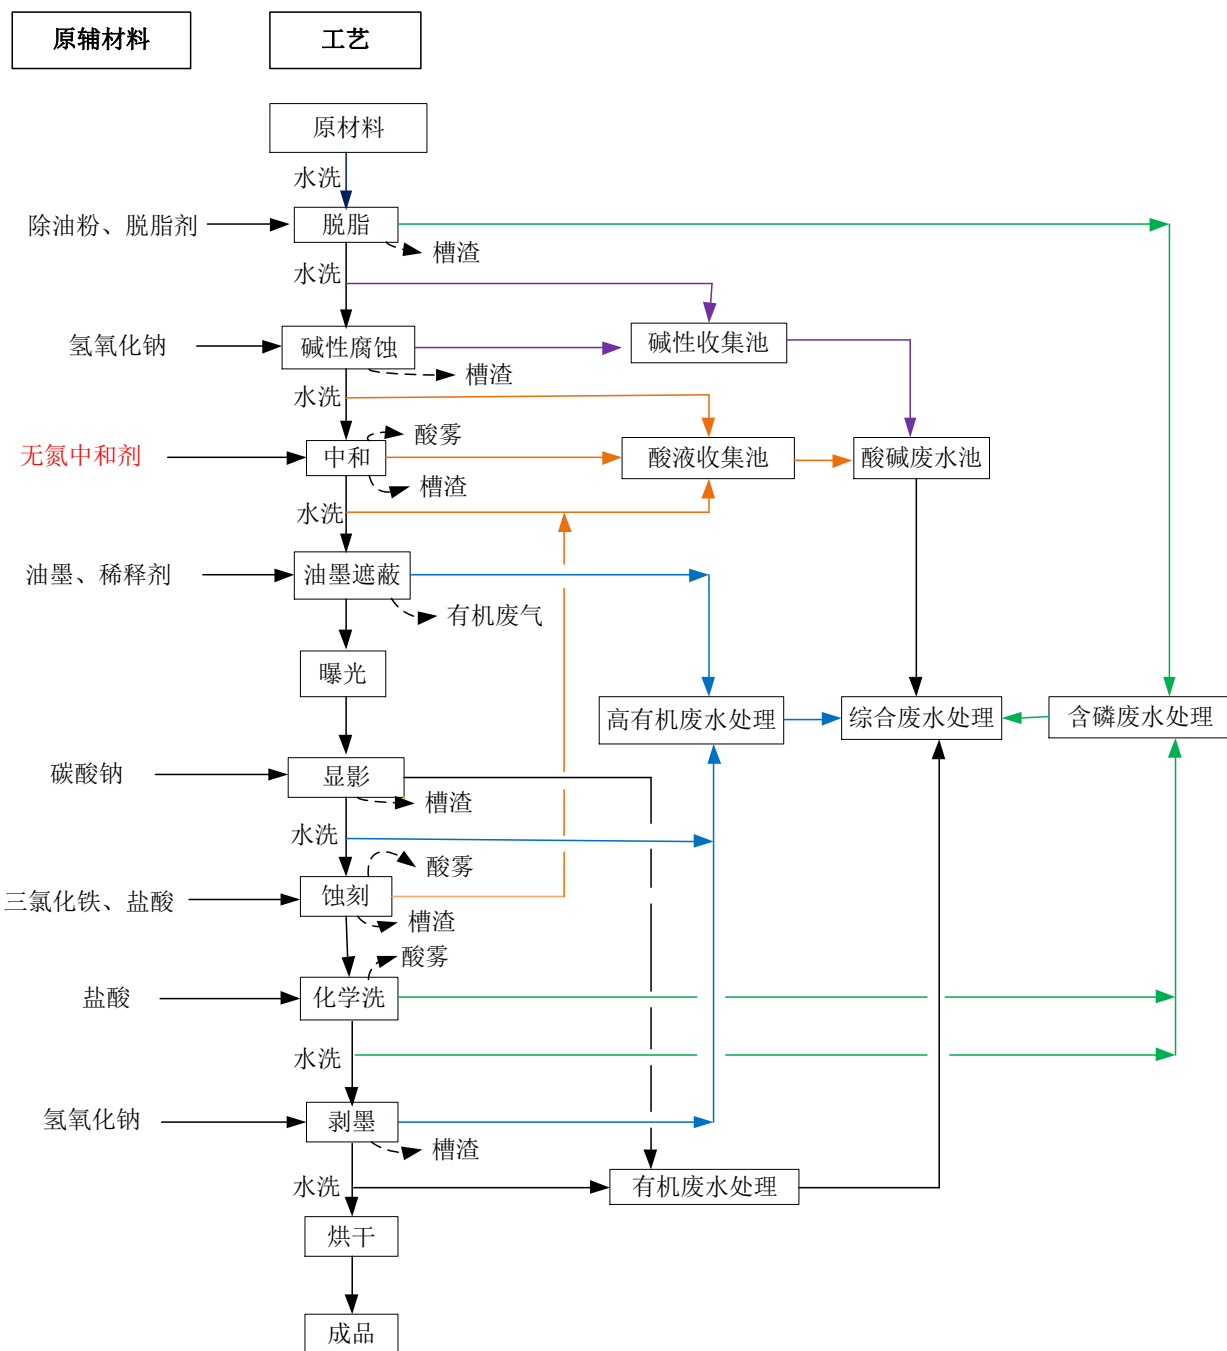 原辅材料
工艺
原材料
水洗
除油粉、脱脂剂
脱脂
槽渣
水洗
氢氧化钠
碱性腐蚀
碱性收集池
槽渣
水洗
酸雾
无氮中和剂
中和
酸液收集池
酸碱废水池
槽渣
水洗
油墨、稀释剂
油墨遮蔽
有机废气
曝光
高有机废水处理
综合废水处理
含磷废水处理
碳酸钠
显影
槽渣
水洗
酸雾
三氯化铁、盐酸
蚀刻
槽渣
酸雾
盐酸
化学洗
水洗
氢氧化钠
剥墨
槽渣
水洗
有机废水处理
烘干
成品